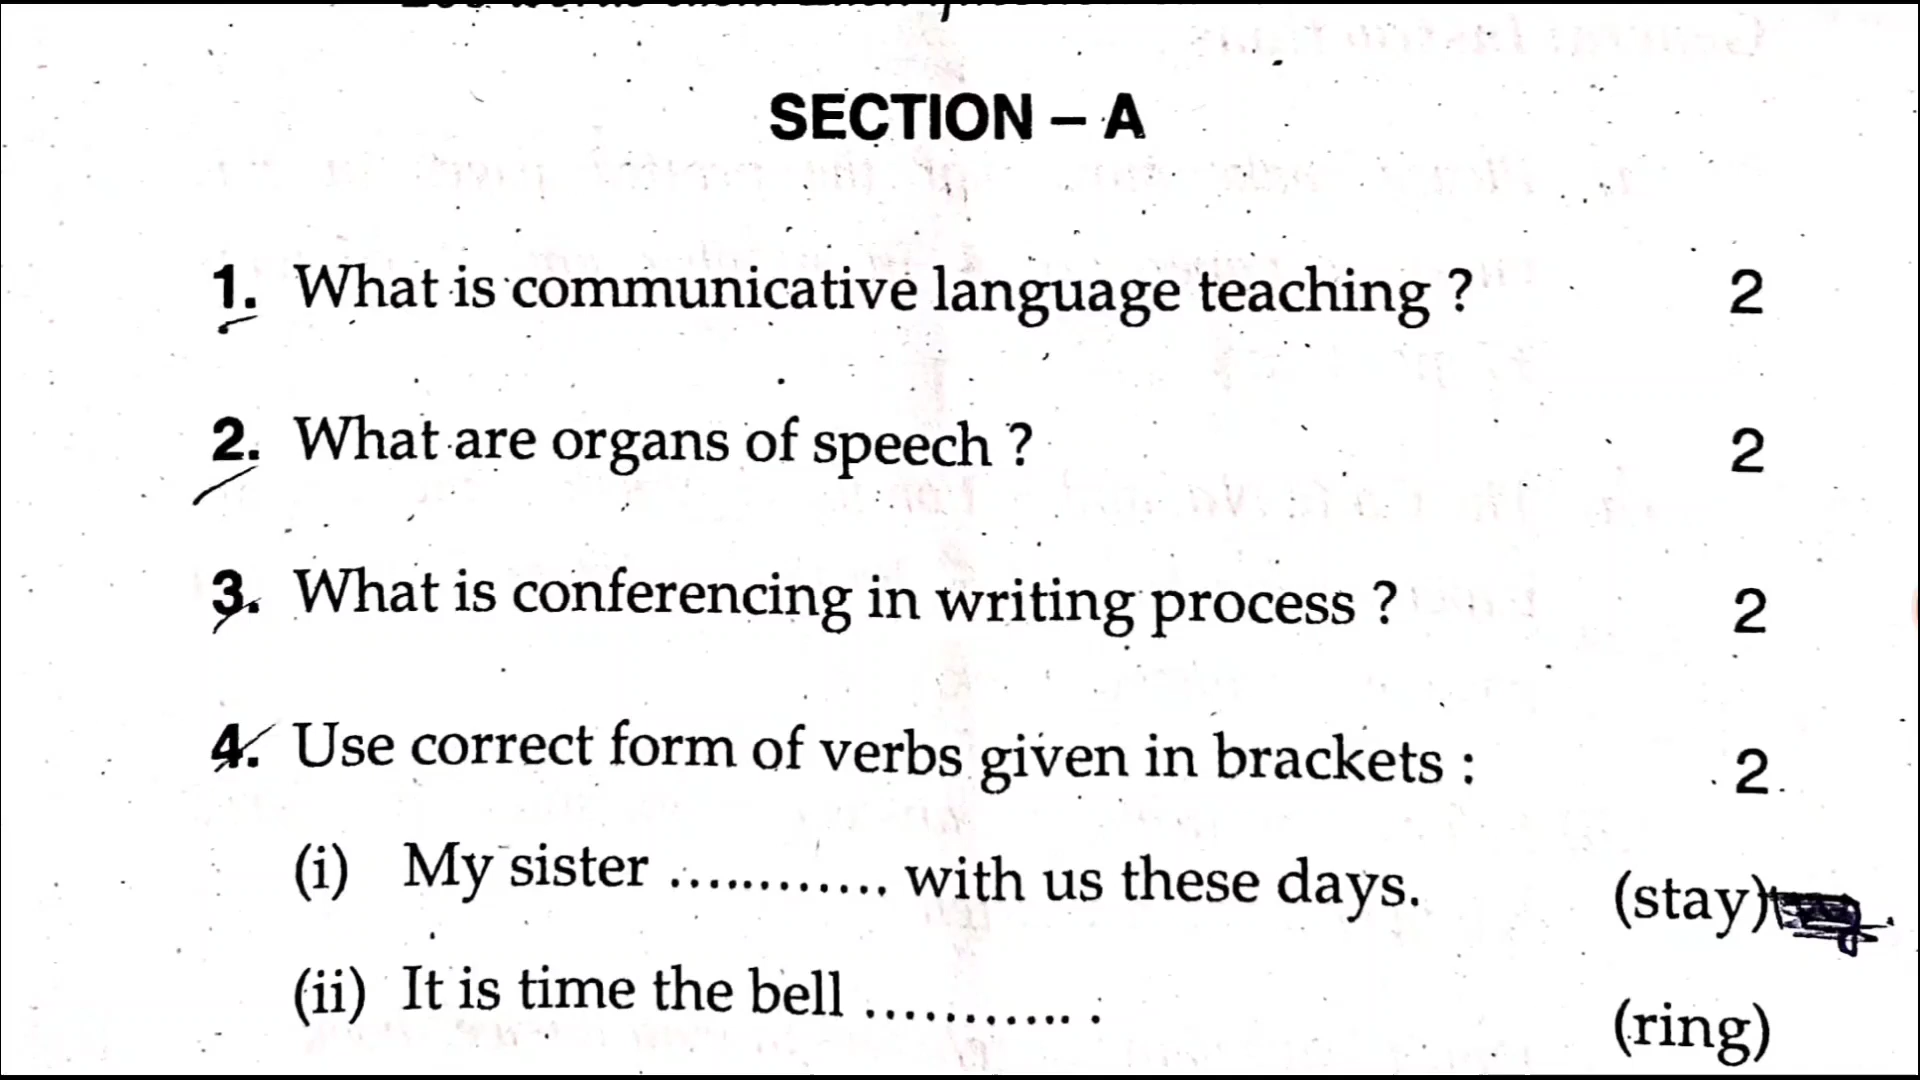 SECTION – A
1. What is communicative language teaching ? 2
2. What are organs of speech ? 2
3. What is conferencing in writing process ? 2
4. Use correct form of verbs given in brackets : 2
(i) My sister ............ with us these days. (stay)
(ii) It is time the bell ............ . (ring)